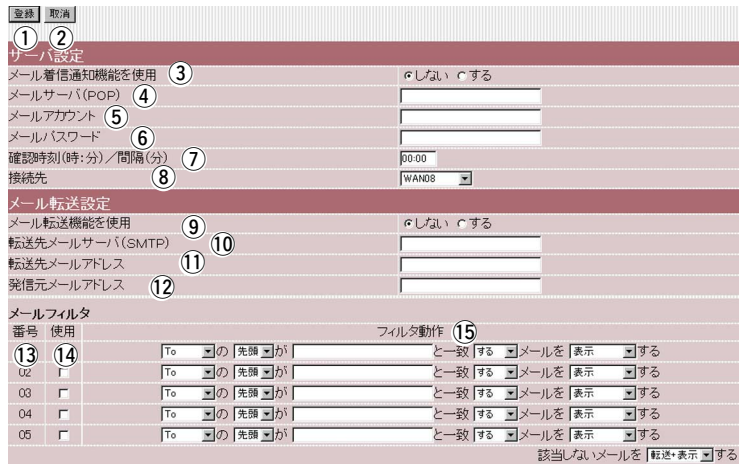 登録 取消
① ②
サーバ設定
メール着信通知機能を使用 ③ しない する
メールサーバ(POP) ④
メールアカウント ⑤
メールパスワード ⑥
確認時刻(時:分)/間隔(分) ⑦ 00:00
接続先 ⑧ WAN08
メール転送設定
メール転送機能を使用 ⑨ しない する
転送先メールサーバ(SMTP) ⑩
転送先メールアドレス ⑪
発信元メールアドレス ⑫
メールフィルタ
番号 使用 フィルタ動作 ⑮
⑬ ⑭ To の 先頭 が と一致 する メールを 表示 する
02 To の 先頭 が と一致 する メールを 表示 する
03 To の 先頭 が と一致 する メールを 表示 する
04 To の 先頭 が と一致 する メールを 表示 する
05 To の 先頭 が と一致 する メールを 表示 する
該当しないメールを 転送+表示 する